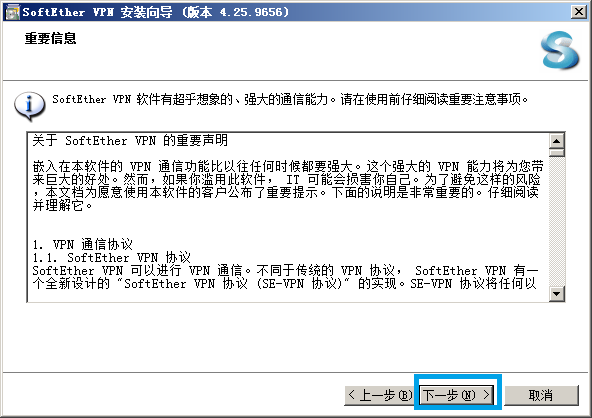 SoftEther VPN 安装向导 (版本 4.25.9656)
重要信息
SoftEther VPN 软件有超乎想象的、强大的通信能力。请在使用前仔细阅读重要注意事项。
关于 SoftEther VPN 的重要声明
嵌入在本软件的 VPN 通信功能比以往任何时候都要强大。这个强大的 VPN 能力将为您带
来巨大的好处。然而,如果你滥用此软件， IT 可能会损害你自己。为了避免这样的风险
,本文档为愿意使用本软件的客户公布了重要提示。下面的说明是非常重要的。仔细阅读
并理解它。
1. VPN 通信协议
1.1. SoftEther VPN 协议
SoftEther VPN 可以进行 VPN 通信。不同于传统的 VPN 协议， SoftEther VPN 有一
个全新设计的 "SoftEther VPN 协议 (SE-VPN 协议)" 的实现。SE-VPN 协议将任何以
< 上一步(B) 下一步(N) > 取消